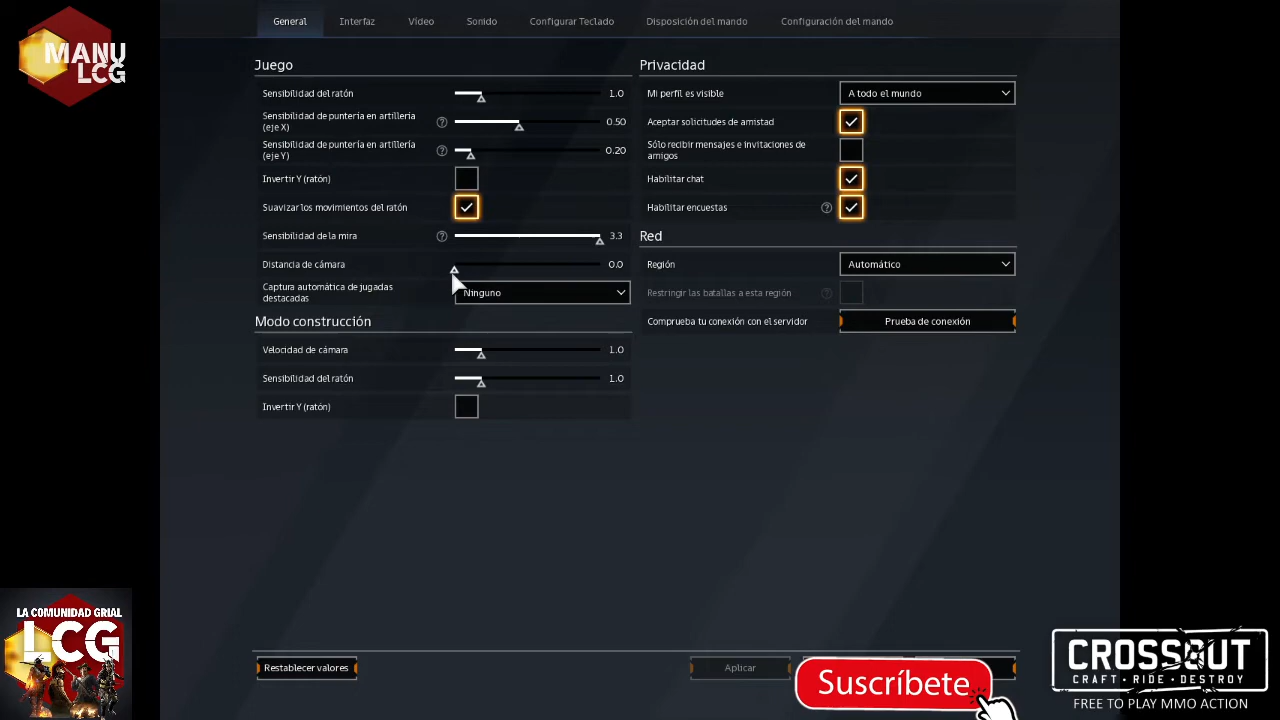 MANU
LCG
General
Interfaz
Vídeo
Sonido
Configurar Teclado
Disposición del mando
Configuración del mando
Juego
Sensibilidad del ratón
1.0
Sensibilidad de puntería en artillería
(eje X)
?
0.50
Sensibilidad de puntería en artillería
(eje Y)
?
0.20
Invertir Y (ratón)
Suavizar los movimientos del ratón
Sensibilidad de la mira
?
3.3
Distancia de cámara
0.0
Captura automática de jugadas
destacadas
Ninguno
Modo construcción
Velocidad de cámara
1.0
Sensibilidad del ratón
1.0
Invertir Y (ratón)
Privacidad
Mi perfil es visible
A todo el mundo
Aceptar solicitudes de amistad
Sólo recibir mensajes e invitaciones de
amigos
Habilitar chat
Habilitar encuestas
?
Red
Región
Automático
Restringir las batallas a esta región
?
Comprueba tu conexión con el servidor
Prueba de conexión
Restablecer valores
Aplicar
Suscríbete
LA COMUNIDAD GRIAL
LCG
CROSSOUT
CRAFT • RIDE • DESTROY
FREE TO PLAY MMO ACTION